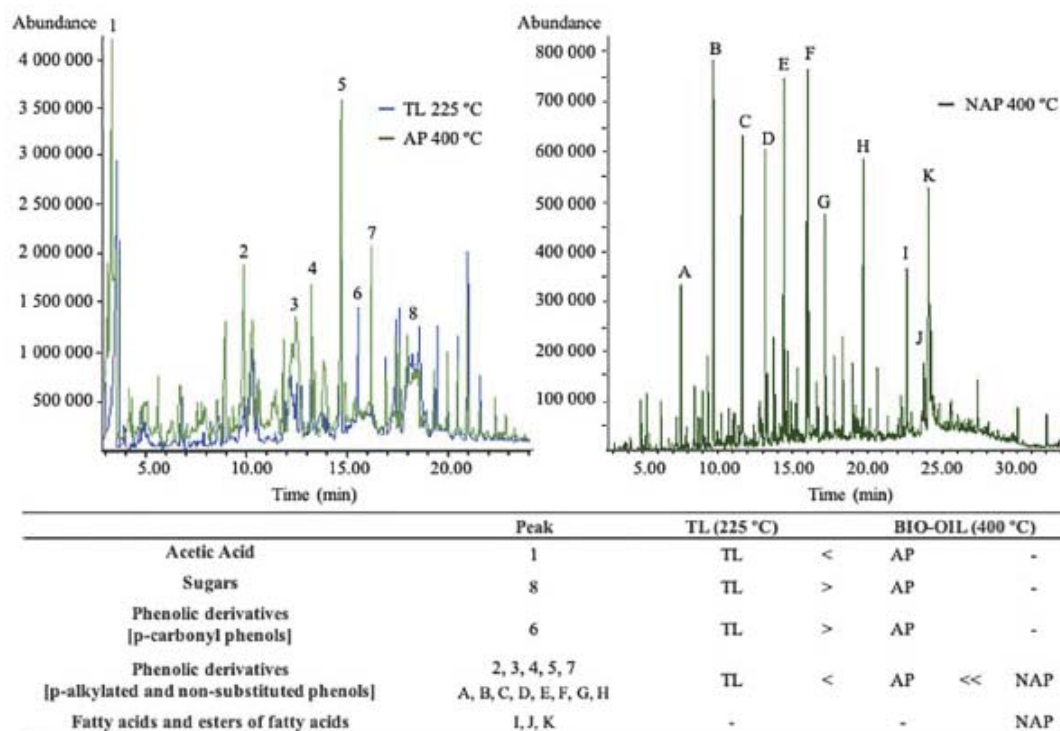 Abundance
1
4 000 000
3 500 000
3 000 000
2 500 000
2 000 000
1 500 000
1 000 000
500 000
5
TL 225 °C
AP 400 °C
2
7
4
3
6
8
5.00 10.00 15.00 20.00
Time (min)
Abundance
800 000
700 000
600 000
500 000
400 000
300 000
200 000
100 000
B
F
E
C
D
H
G
K
I
A
J
NAP 400 °C
5.00 10.00 15.00 20.00 25.00 30.00
Time (min)
Peak TL (225 °C) BIO-OIL (400 °C)
Acetic Acid 1 TL < AP -
Sugars 8 TL > AP -
Phenolic derivatives
[p-carbonyl phenols] 6 TL > AP -
Phenolic derivatives 2, 3, 4, 5, 7
[p-alkylated and non-substituted phenols] A, B, C, D, E, F, G, H TL < AP << NAP
Fatty acids and esters of fatty acids I, J, K - - NAP